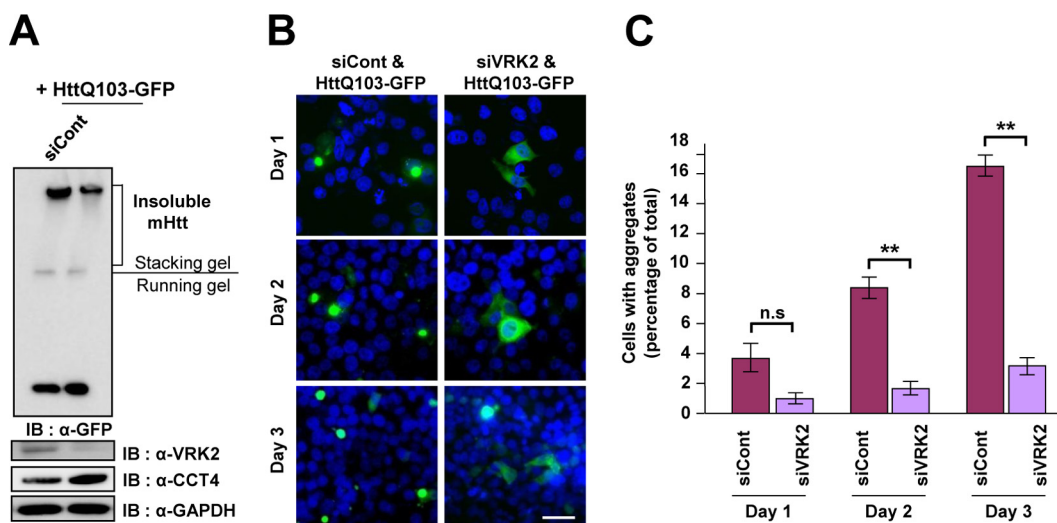 A
+ HttQ103-GFP
siCont
Insoluble
mHtt
Stacking gel
Running gel
IB : α-GFP
IB : α-VRK2
IB : α-CCT4
IB : α-GAPDH
B
siCont &
HttQ103-GFP
siVRK2 &
HttQ103-GFP
Day 1
Day 2
Day 3
C
Cells with aggregates
(percentage of total)
18
16
14
12
10
8
6
4
2
0
n.s
**
**
siCont
siVRK2
siCont
siVRK2
siCont
siVRK2
Day 1
Day 2
Day 3